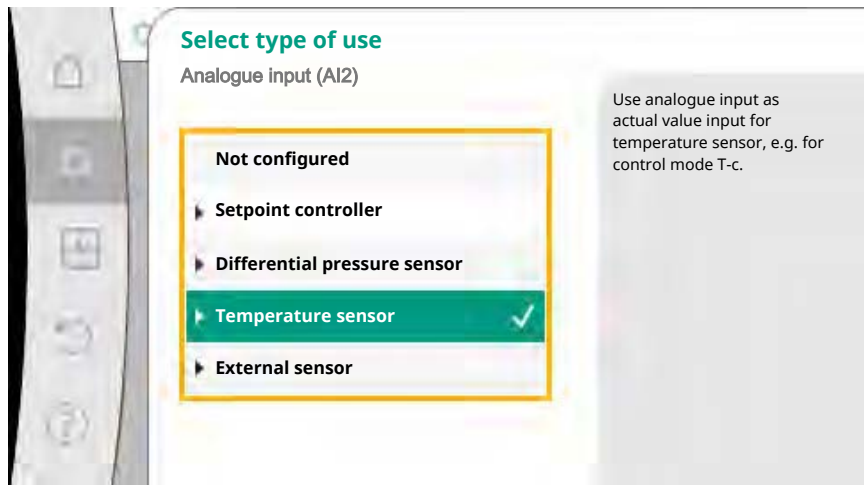 Select type of use
Analogue input (AI2)
Not configured
Setpoint controller
Differential pressure sensor
Temperature sensor
External sensor
Use analogue input as
actual value input for
temperature sensor, e.g. for
control mode T-c.